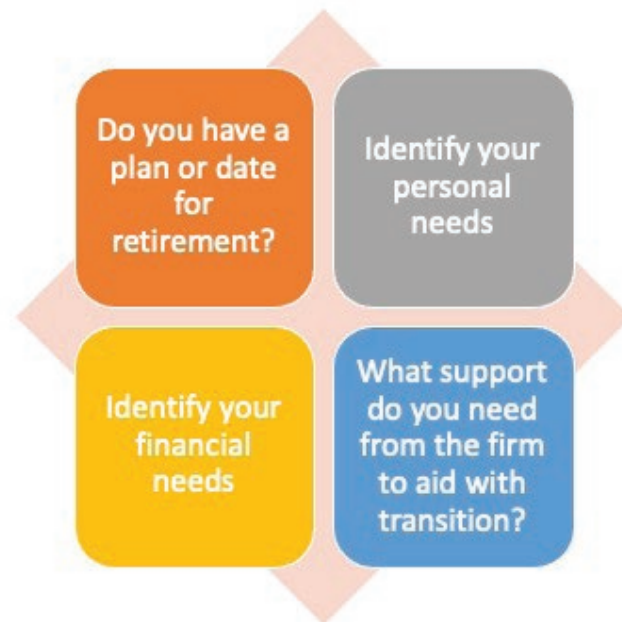 Do you have a
plan or date
for
retirement?
Identify your
personal
needs
Identify your
financial
needs
What support
do you need
from the firm
to aid with
transition?